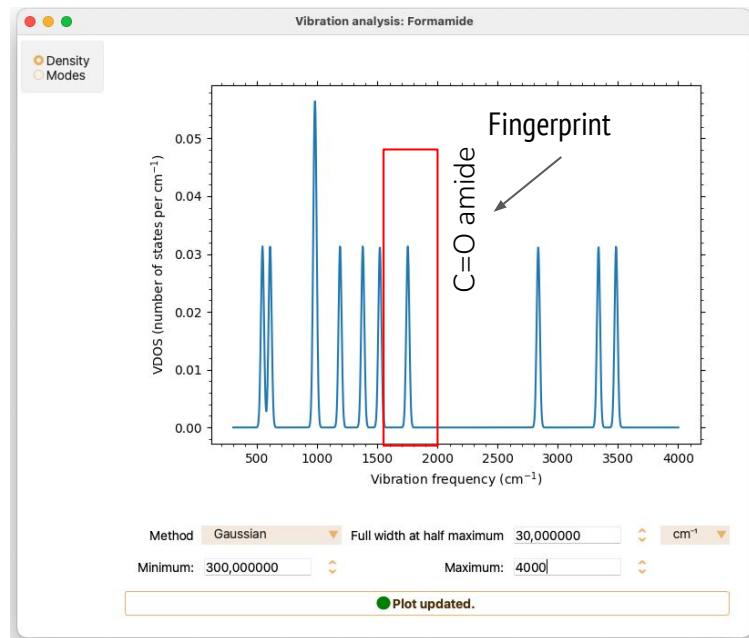 Vibration analysis: Formamide
Density
Modes
Fingerprint
C=O amide
VDOS (number of states per cm⁻¹)
0.05
0.04
0.03
0.02
0.01
0.00
500 1000 1500 2000 2500 3000 3500 4000
Vibration frequency (cm⁻¹)
Method Gaussian Full width at half maximum 30,000000 cm⁻¹
Minimum: 300,000000 Maximum: 4000
Plot updated.